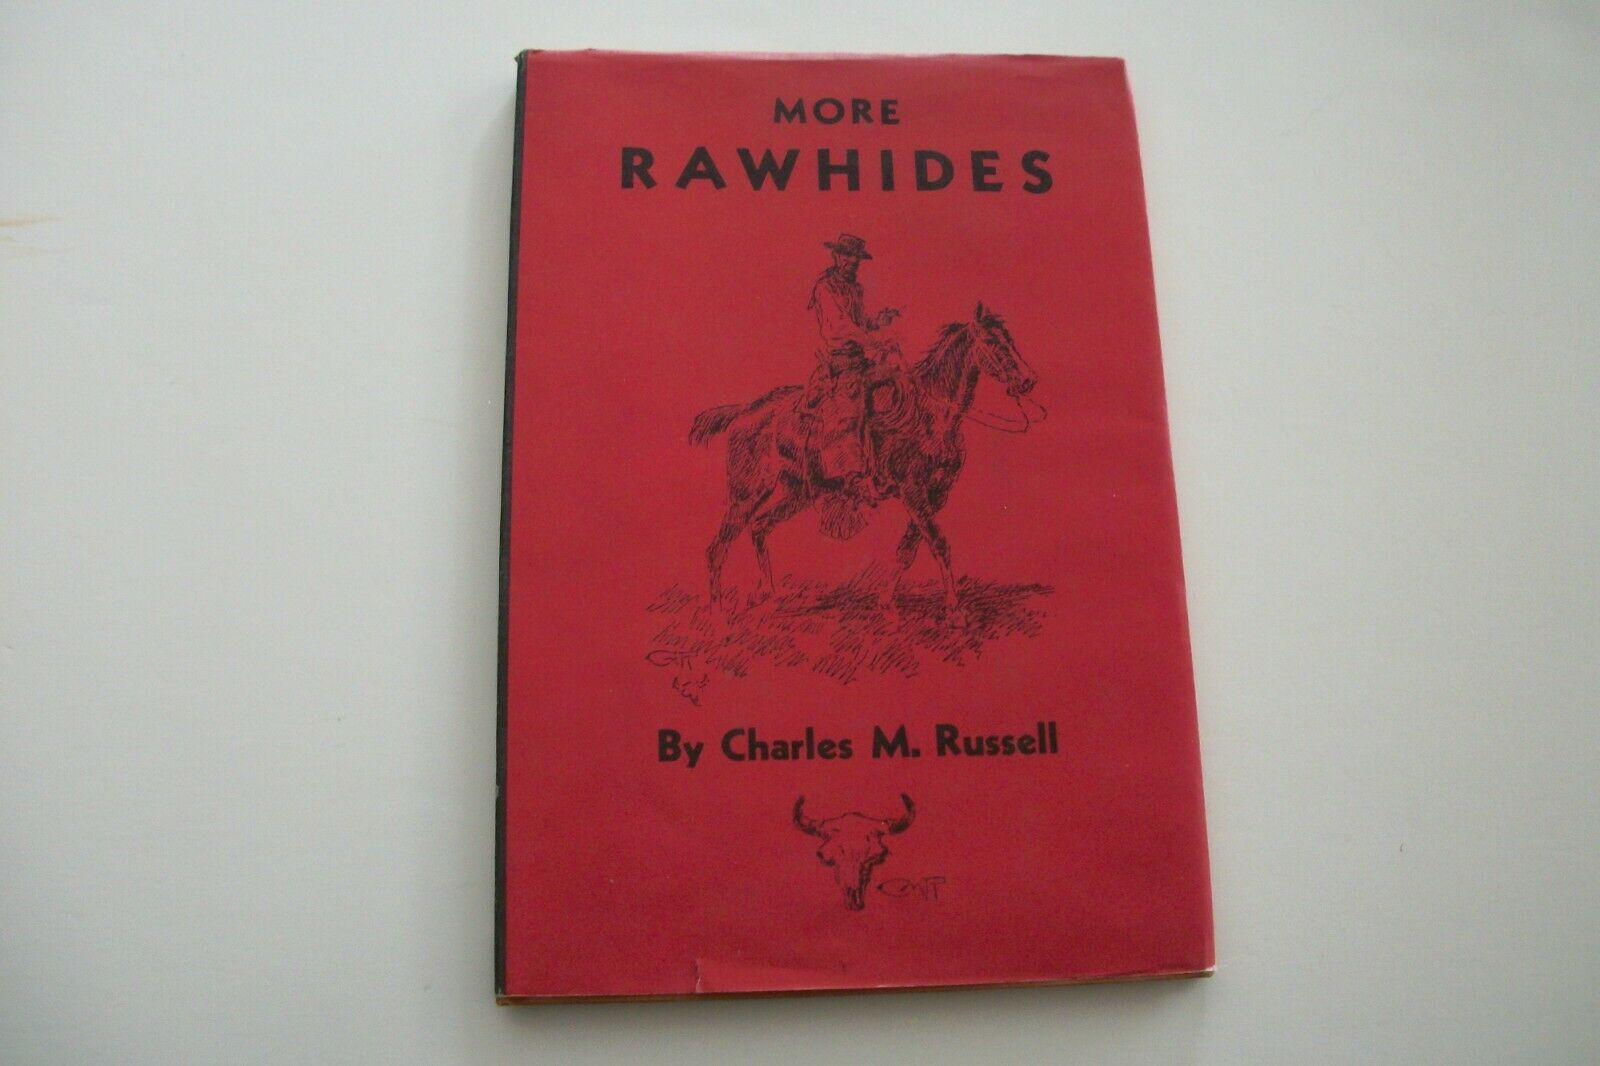 MORE
RAWHIDES
By Charles M. Russell